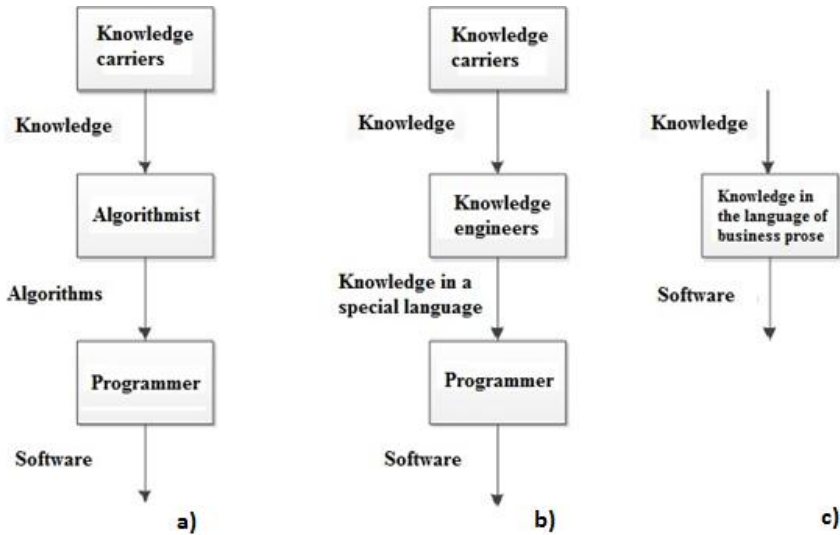 Knowledge
carriers
Knowledge
Algorithmist
Algorithms
Programmer
Software
a)
Knowledge
carriers
Knowledge
Knowledge
engineers
Knowledge in a
special language
Programmer
Software
b)
Knowledge
Knowledge in
the language of
business prose
Software
c)